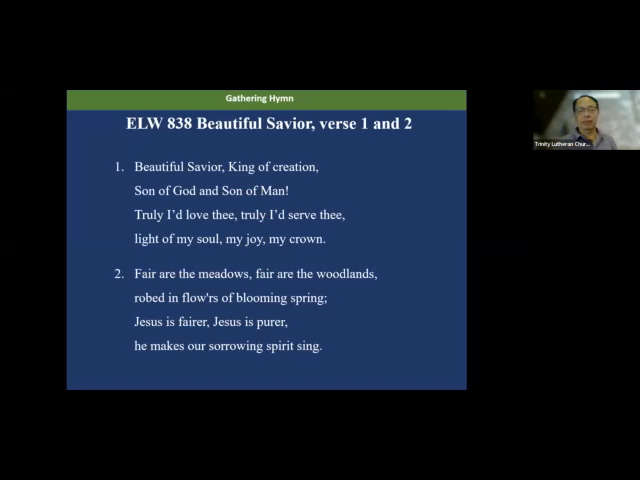 Gathering Hymn
ELW 838 Beautiful Savior, verse 1 and 2
1. Beautiful Savior, King of creation,
Son of God and Son of Man!
Truly I'd love thee, truly I'd serve thee,
light of my soul, my joy, my crown.
2. Fair are the meadows, fair are the woodlands,
robed in flow'rs of blooming spring;
Jesus is fairer, Jesus is purer,
he makes our sorrowing spirit sing.
Trinity Lutheran Chur...